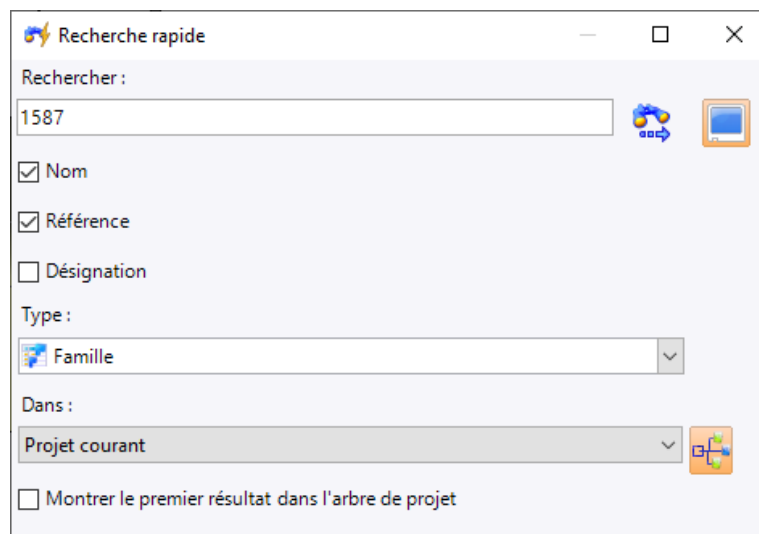 Recherche rapide
Rechercher :
1587
Nom
Référence
Désignation
Type :
Famille
Dans :
Projet courant
Montrer le premier résultat dans l'arbre de projet